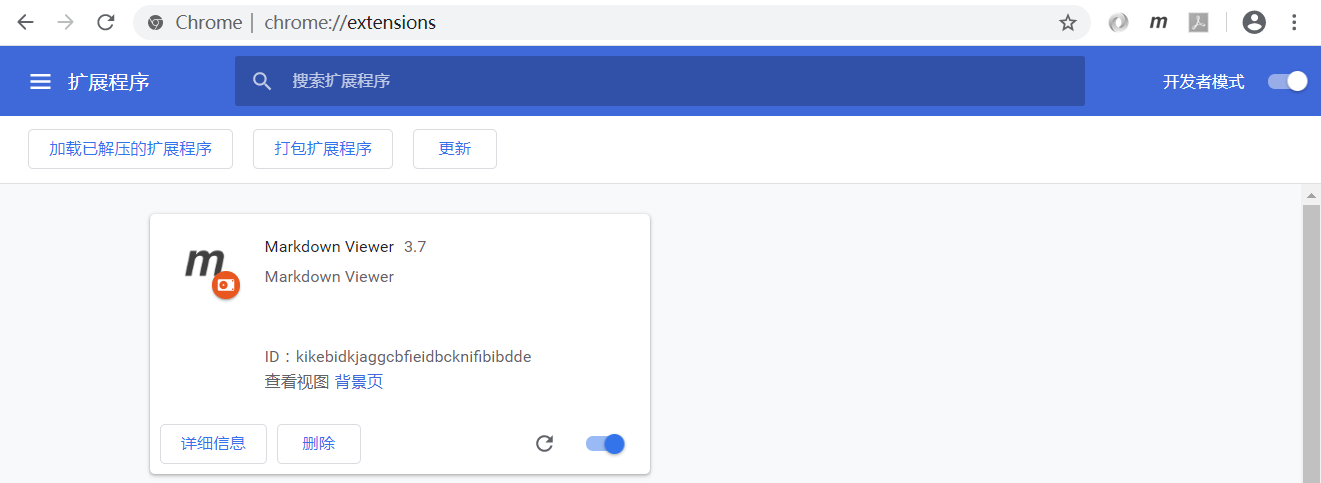 Chrome | chrome://extensions
m
扩展程序
搜索扩展程序
开发者模式
加载已解压的扩展程序
打包扩展程序
更新
m
Markdown Viewer 3.7
Markdown Viewer
ID：kikebidkjaggcbfieidbcknifibibdde
查看视图 背景页
详细信息
删除